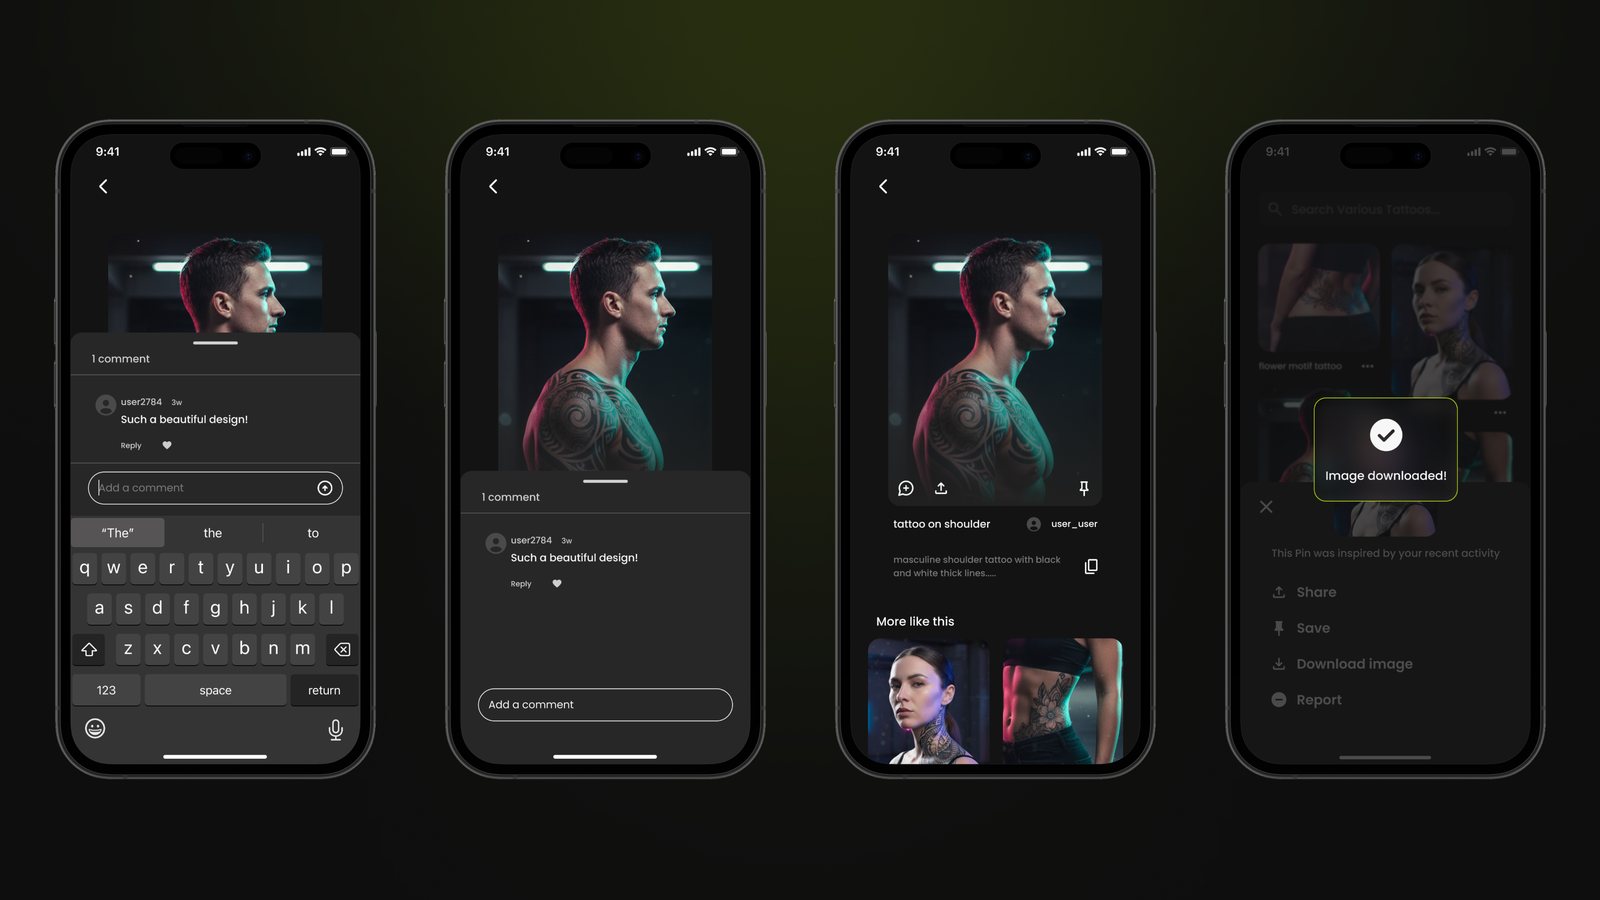 9:41
1 comment
user2784 3w
Such a beautiful design!
Reply
Add a comment
“The” the to
q w e r t y u i o p
a s d f g h j k l
z x c v b n m
123 space return
9:41
1 comment
user2784 3w
Such a beautiful design!
Reply
Add a comment
9:41
tattoo on shoulder user_user
masculine shoulder tattoo with black
and white thick lines.....
More like this
9:41
Search Various Tattoos...
flower motif tattoo
Image downloaded!
This Pin was inspired by your recent activity
Share
Save
Download image
Report